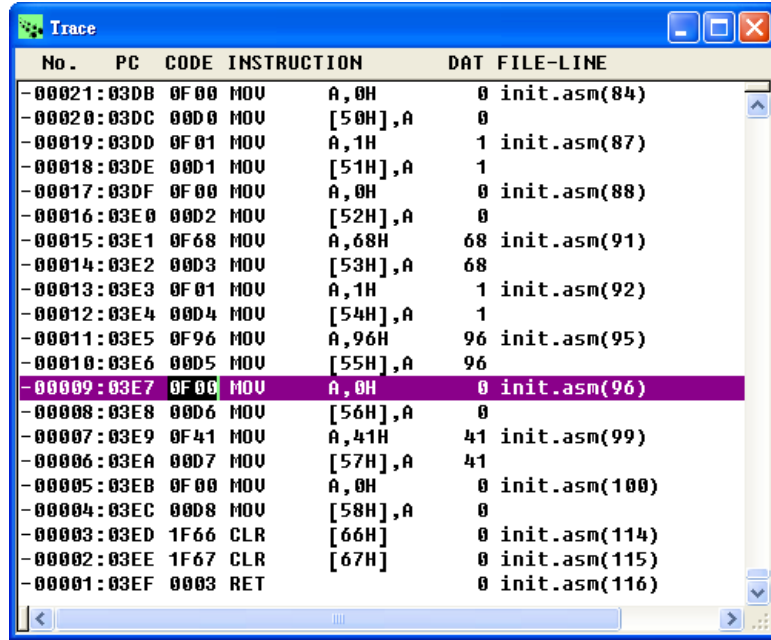 Trace
No. PC CODE INSTRUCTION DAT FILE-LINE
-00021:03DB 0F00 MOV A,0H 0 init.asm(84)
-00020:03DC 00D0 MOV [50H],A 0
-00019:03DD 0F01 MOV A,1H 1 init.asm(87)
-00018:03DE 00D1 MOV [51H],A 1
-00017:03DF 0F00 MOV A,0H 0 init.asm(88)
-00016:03E0 00D2 MOV [52H],A 0
-00015:03E1 0F68 MOV A,68H 68 init.asm(91)
-00014:03E2 00D3 MOV [53H],A 68
-00013:03E3 0F01 MOV A,1H 1 init.asm(92)
-00012:03E4 00D4 MOV [54H],A 1
-00011:03E5 0F96 MOV A,96H 96 init.asm(95)
-00010:03E6 00D5 MOV [55H],A 96
-00009:03E7 0F00 MOV A,0H 0 init.asm(96)
-00008:03E8 00D6 MOV [56H],A 0
-00007:03E9 0F41 MOV A,41H 41 init.asm(99)
-00006:03EA 00D7 MOV [57H],A 41
-00005:03EB 0F00 MOV A,0H 0 init.asm(100)
-00004:03EC 00D8 MOV [58H],A 0
-00003:03ED 1F66 CLR [66H] 0 init.asm(114)
-00002:03EE 1F67 CLR [67H] 0 init.asm(115)
-00001:03EF 0003 RET 0 init.asm(116)